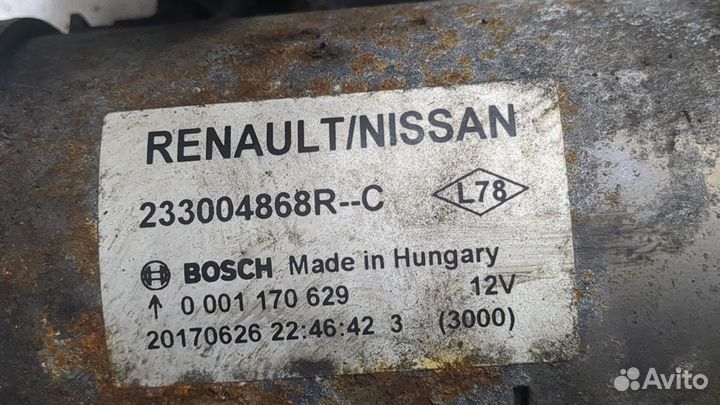 RENAULT/NISSAN
233004868R--C L78
BOSCH Made in Hungary
↑ 0 001 170 629 12V
20170626 22:46:42 3 (3000)
Avito